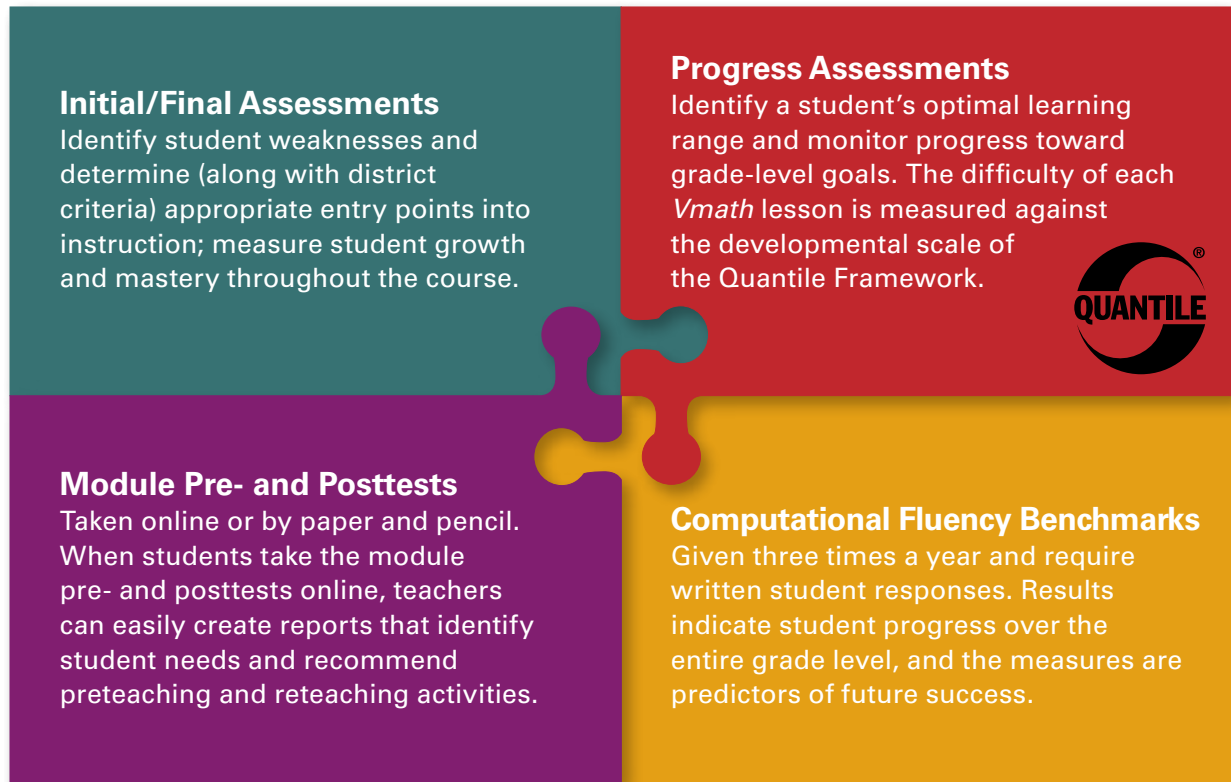 Initial/Final Assessments
Identify student weaknesses and
determine (along with district
criteria) appropriate entry points into
instruction; measure student growth
and mastery throughout the course.
Progress Assessments
Identify a student’s optimal learning
range and monitor progress toward
grade-level goals. The difficulty of each
Vmath lesson is measured against
the developmental scale of
the Quantile Framework.
®
QUANTILE
Module Pre- and Posttests
Taken online or by paper and pencil.
When students take the module
pre- and posttests online, teachers
can easily create reports that identify
student needs and recommend
preteaching and reteaching activities.
Computational Fluency Benchmarks
Given three times a year and require
written student responses. Results
indicate student progress over the
entire grade level, and the measures are
predictors of future success.